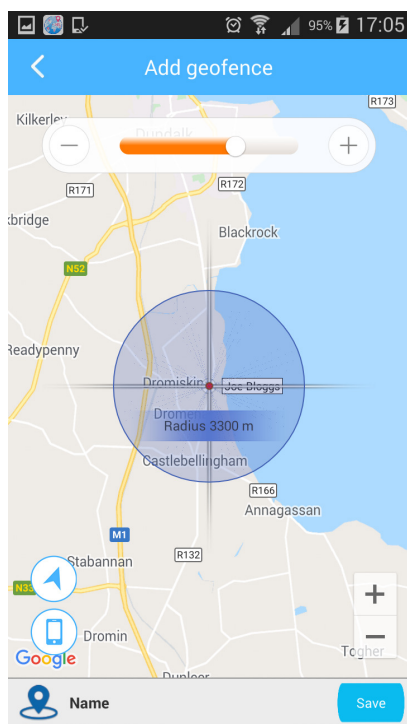 95% 17:05
Add geofence
R173
Kilkerley
Dundalk
R171
R172
kbridge
Blackrock
N52
Readypenny
Dromiskin
Joe Bloggs
Radius 3300 m
Castlebellingham
R166
Annagassan
M1
Stabannan
R132
N33
Dromin
Google
Togher
Dunleer
Name
Save